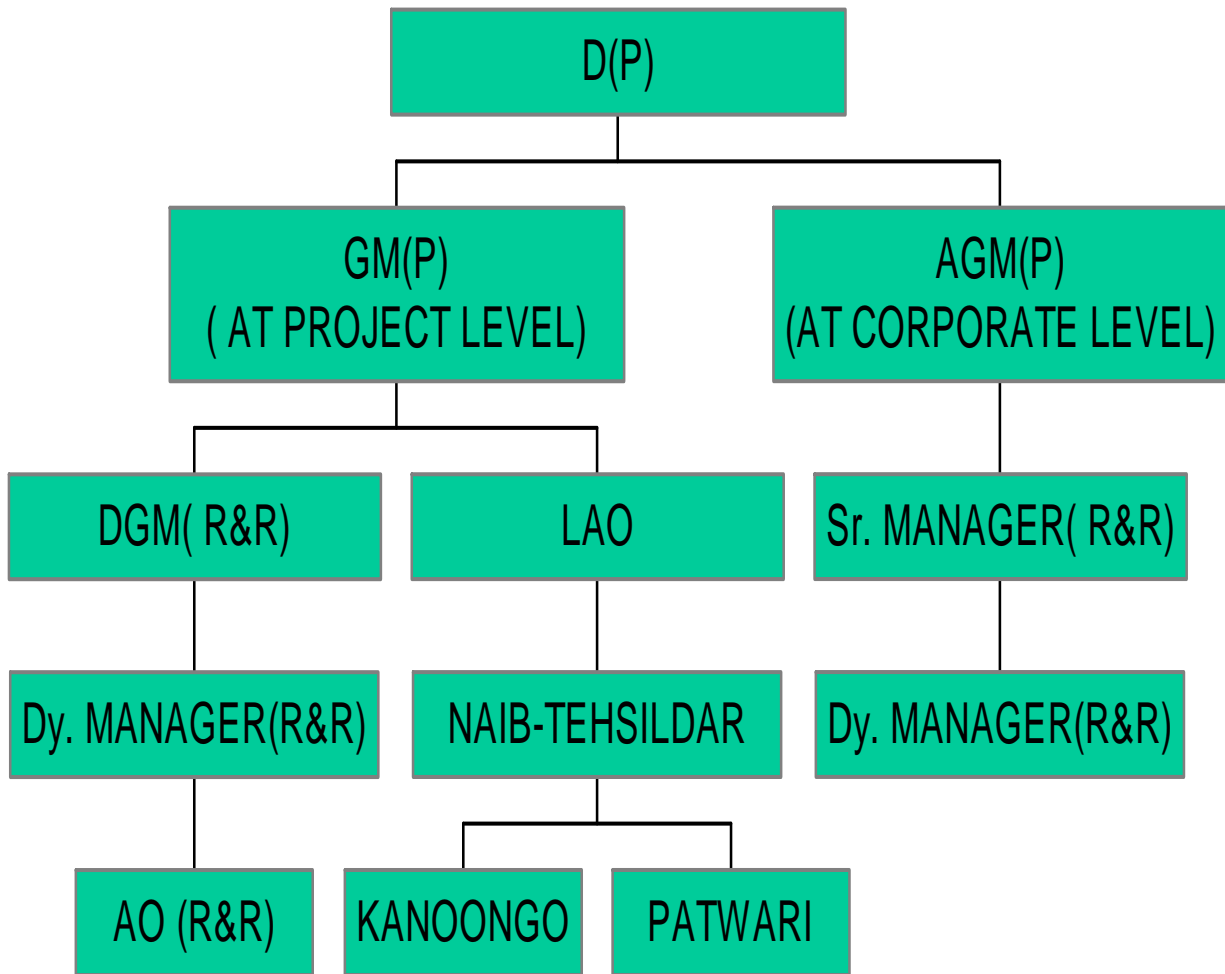 D(P)
GM(P)
( AT PROJECT LEVEL)
AGM(P)
(AT CORPORATE LEVEL)
DGM( R&R)
LAO
Sr. MANAGER( R&R)
Dy. MANAGER(R&R)
NAIB-TEHSILDAR
Dy. MANAGER(R&R)
AO (R&R)
KANOONGO
PATWARI